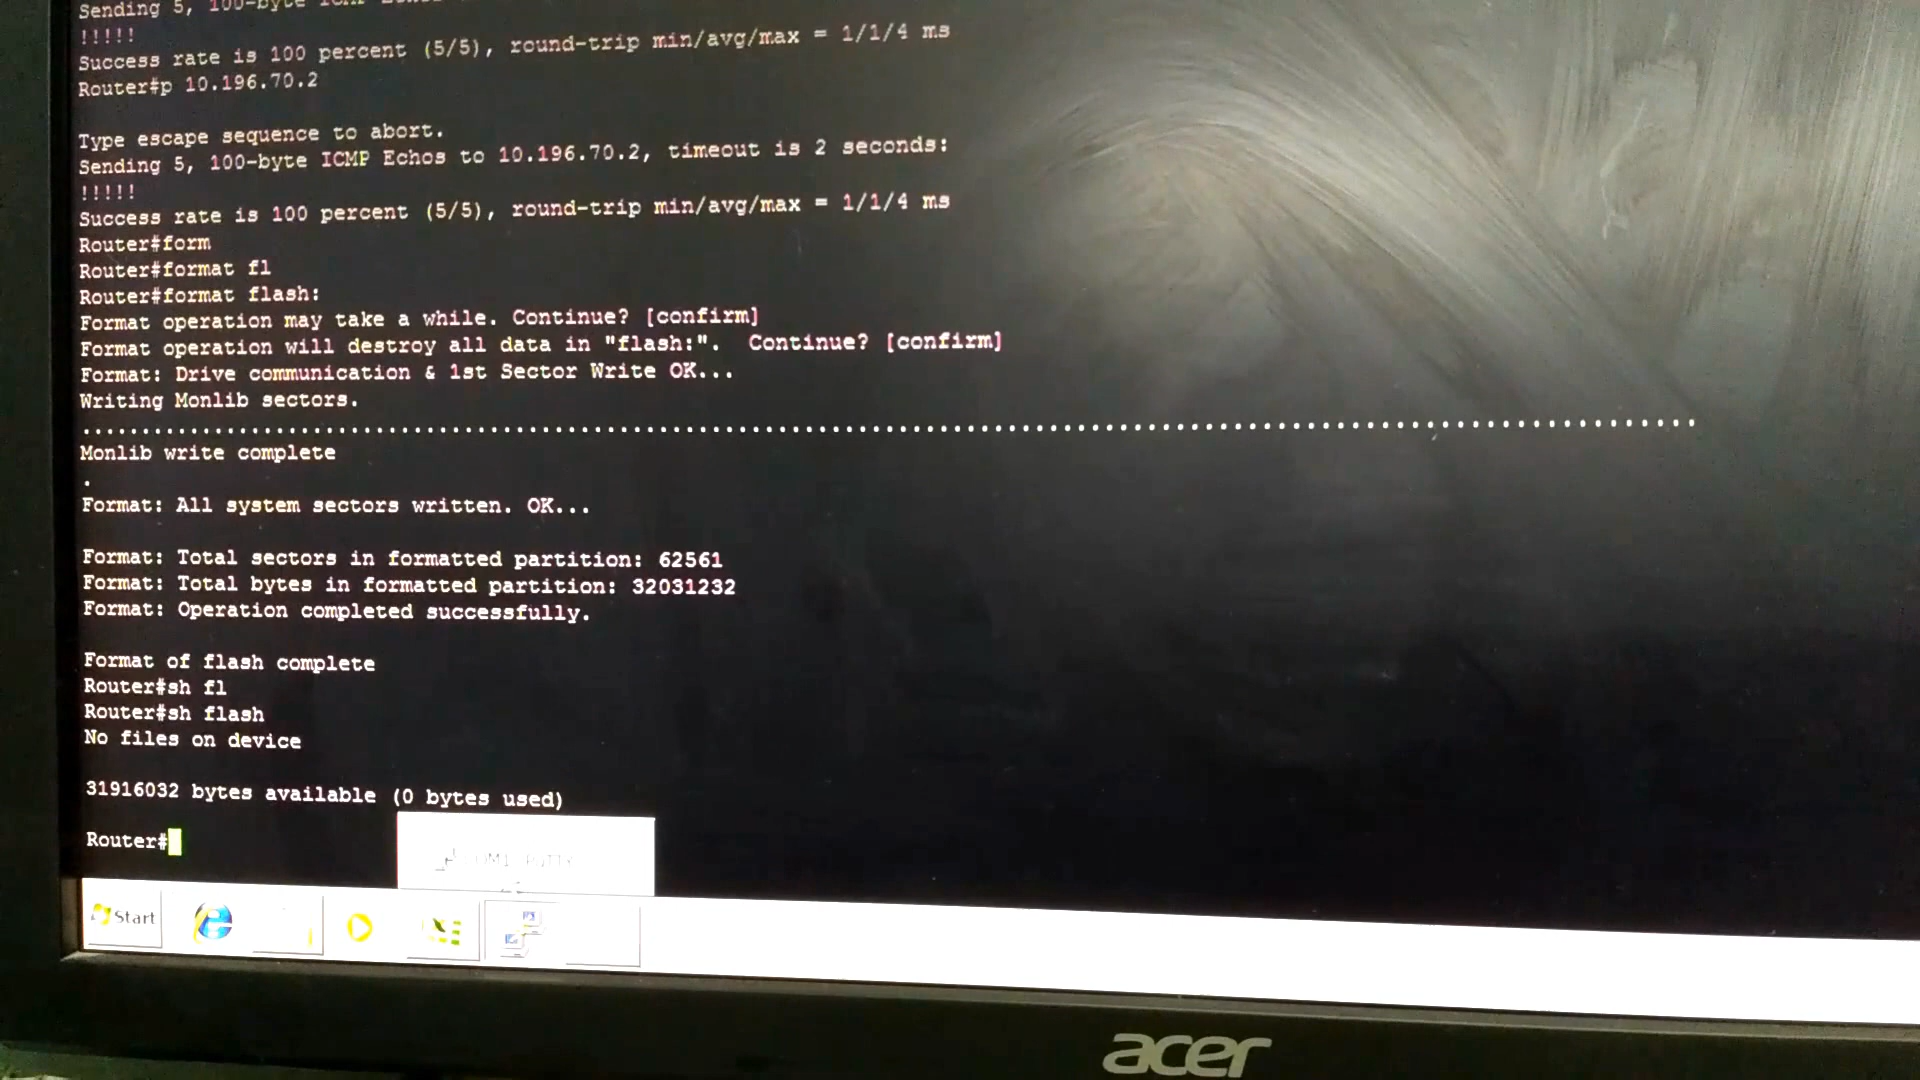 Sending 5, 100-byte ICMP
!!!!!
Success rate is 100 percent (5/5), round-trip min/avg/max = 1/1/4 ms
Router#p 10.196.70.2
Type escape sequence to abort.
Sending 5, 100-byte ICMP Echos to 10.196.70.2, timeout is 2 seconds:
!!!!!
Success rate is 100 percent (5/5), round-trip min/avg/max = 1/1/4 ms
Router#form
Router#format fl
Router#format flash:
Format operation may take a while. Continue? [confirm]
Format operation will destroy all data in "flash:".  Continue? [confirm]
Format: Drive communication & 1st Sector Write OK...
Writing Monlib sectors.
.........................................................................................................................................
Monlib write complete
.
Format: All system sectors written. OK...
Format: Total sectors in formatted partition: 62561
Format: Total bytes in formatted partition: 32031232
Format: Operation completed successfully.
Format of flash complete
Router#sh fl
Router#sh flash
No files on device
31916032 bytes available (0 bytes used)
Router#
COM1 - PuTTY
Start
acer